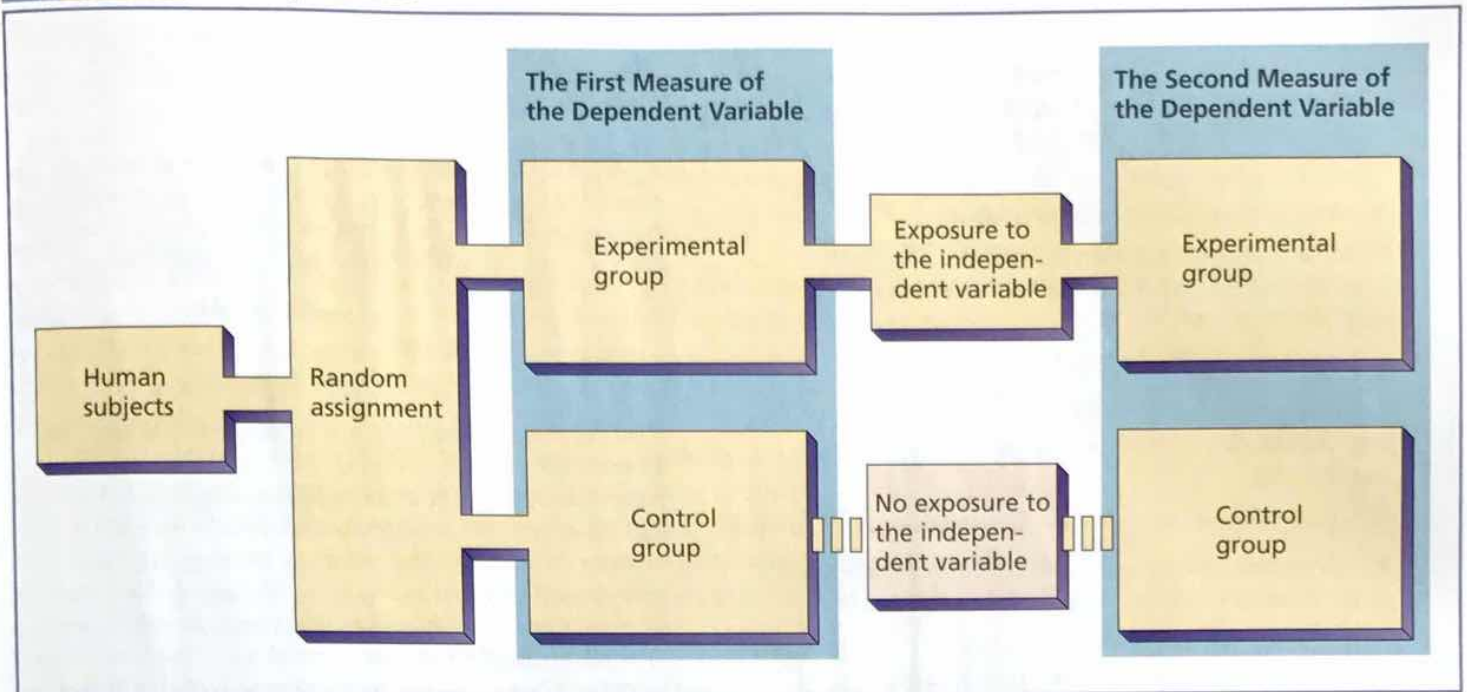 The First Measure of
the Dependent Variable
The Second Measure of
the Dependent Variable
Human
subjects
Random
assignment
Experimental
group
Exposure to
the indepen-
dent variable
Experimental
group
Control
group
No exposure to
the indepen-
dent variable
Control
group